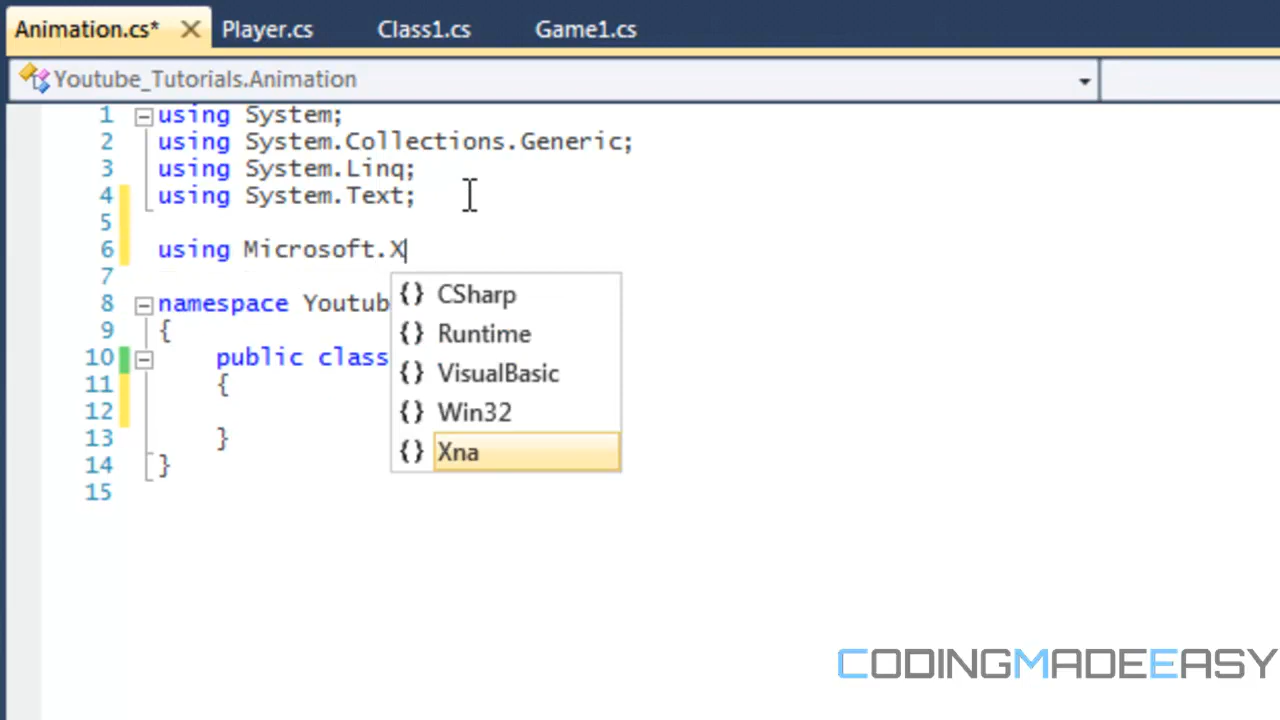 Animation.cs* Player.cs Class1.cs Game1.cs
Youtube_Tutorials.Animation
1 using System;
2 using System.Collections.Generic;
3 using System.Linq;
4 using System.Text;
5
6 using Microsoft.X
7
8 namespace Youtub
9 {
10 public class
11 {
12
13 }
14 }
15
{} CSharp
{} Runtime
{} VisualBasic
{} Win32
{} Xna
CODINGMADEEASY